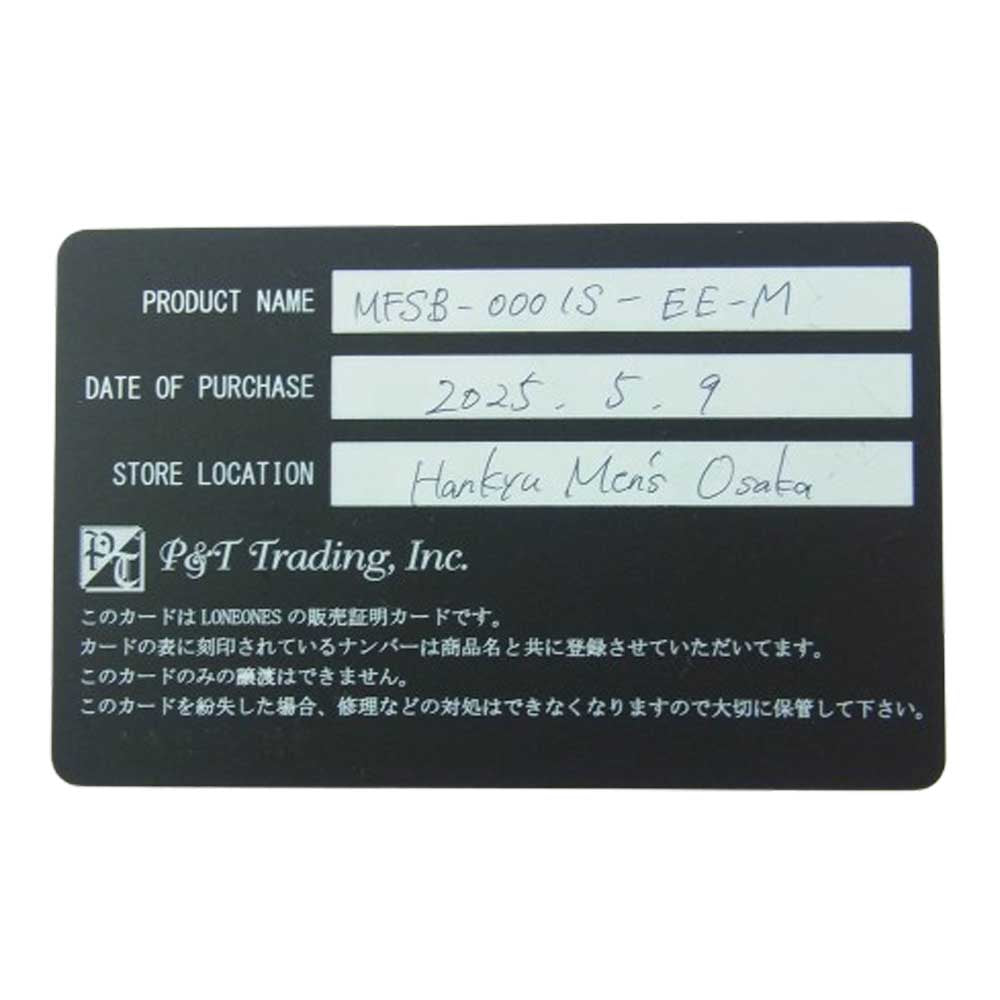 PRODUCT NAME MFSB-0001S-EE-M
DATE OF PURCHASE 2025.5.9
STORE LOCATION Hankyu Men's Osaka
PT P&T Trading, Inc.
このカードはLONEONESの販売証明カードです。
カードの表に刻印されているナンバーは商品名と共に登録させていただいてます。
このカードのみの譲渡はできません。
このカードを紛失した場合、修理などの対処はできなくなりますので大切に保管して下さい。